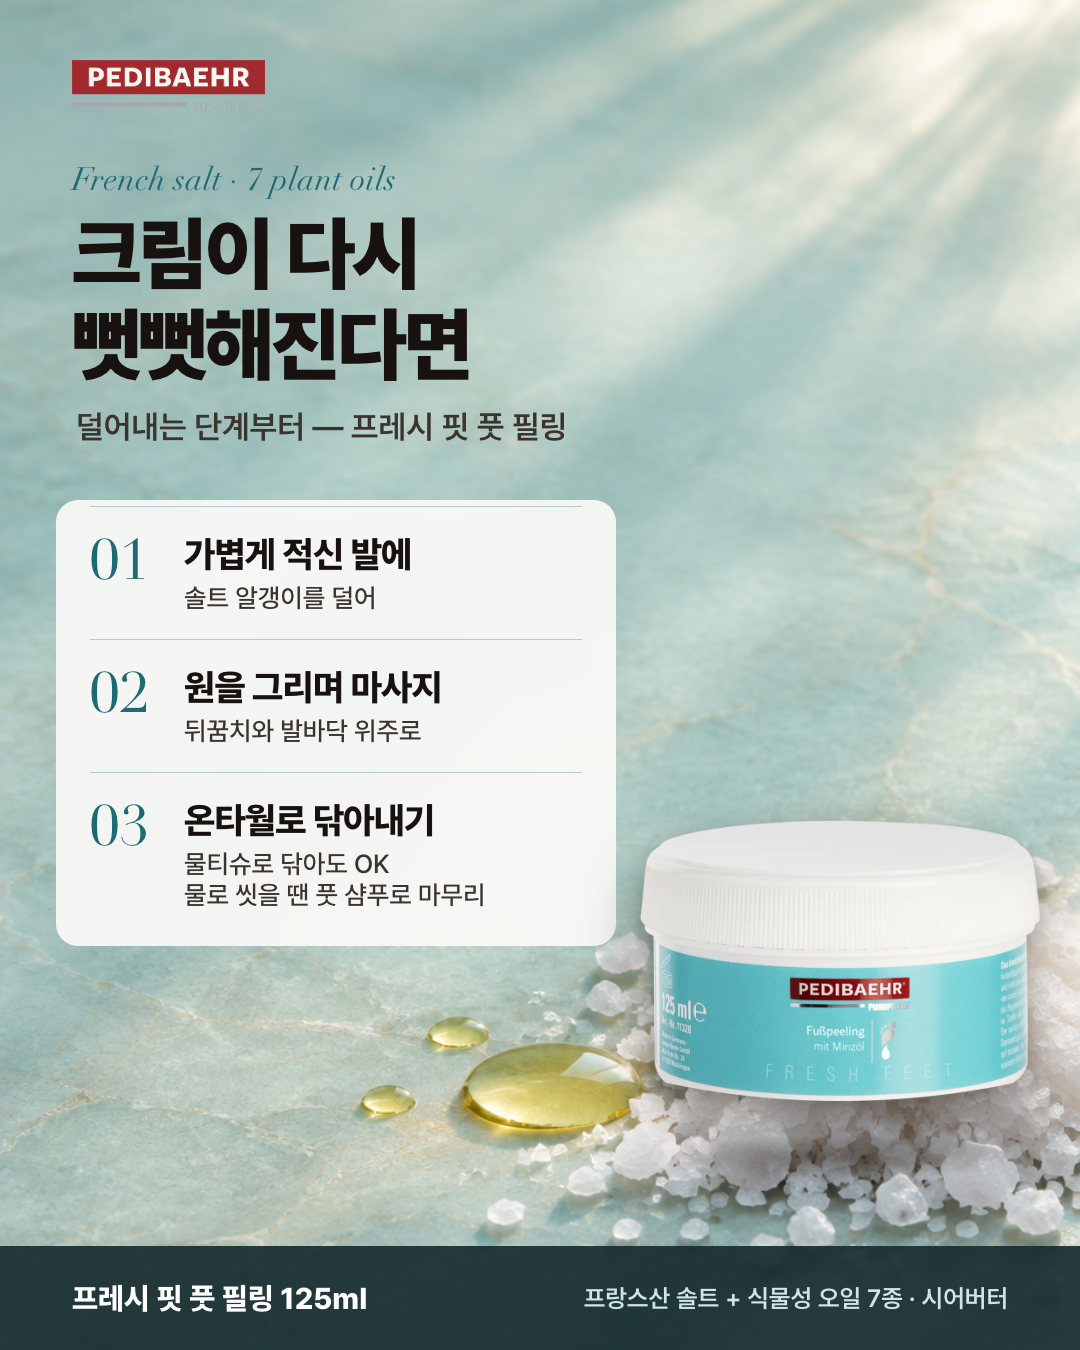 PEDIBAEHR
French salt · 7 plant oils
크림이 다시
뻣뻣해진다면
덜어내는 단계부터 — 프레시 핏 풋 필링
01
가볍게 적신 발에
솔트 알갱이를 덜어
02
원을 그리며 마사지
뒤꿈치와 발바닥 위주로
03
온타월로 닦아내기
물티슈로 닦아도 OK
물로 씻을 땐 풋 샴푸로 마무리
PEDIBAEHR
125 ml e
Art.-Nr. 11328
Fußpeeling
mit Minzöl
FRESH FEET
프레시 핏 풋 필링 125ml
프랑스산 솔트 + 식물성 오일 7종 · 시어버터